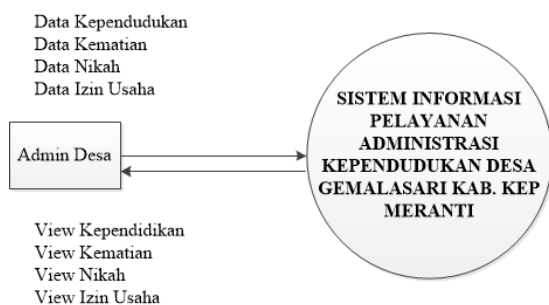 Data Kependudukan
Data Kematian
Data Nikah
Data Izin Usaha
Admin Desa
SISTEM INFORMASI
PELAYANAN
ADMINISTRASI
KEPENDUDUKAN DESA
GEMALASARI KAB. KEP
MERANTI
View Kependidikan
View Kematian
View Nikah
View Izin Usaha